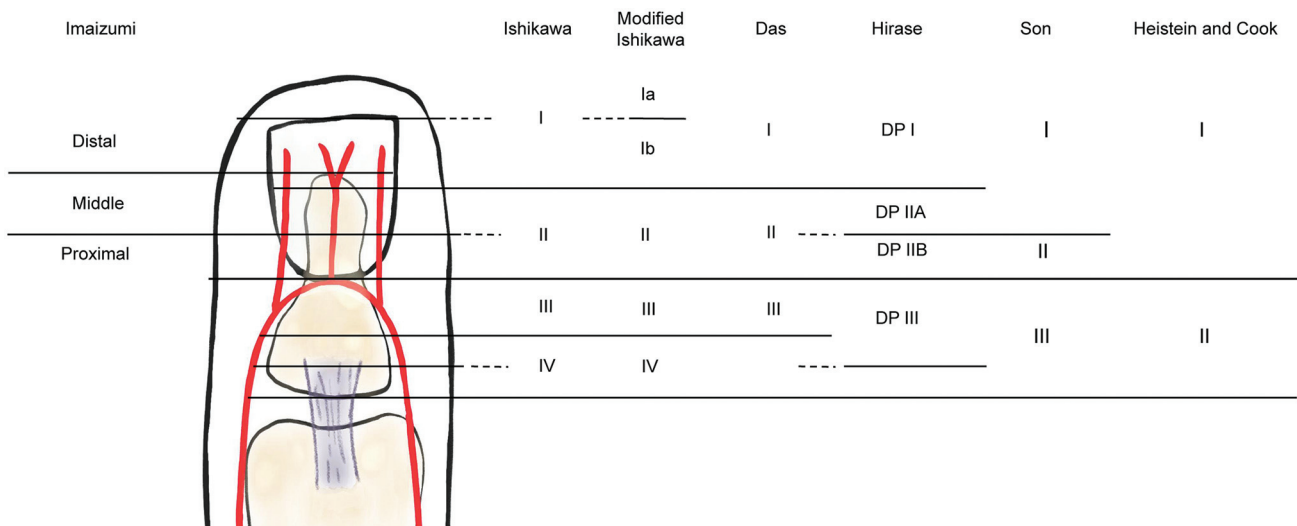 Imaizumi
Ishikawa
Modified
Ishikawa
Das
Hirase
Son
Heistein and Cook
Ia
I
Distal
I
DP I
I
I
Ib
Middle
DP IIA
II
II
II
Proximal
DP IIB
II
III
III
III
DP III
III
II
IV
IV